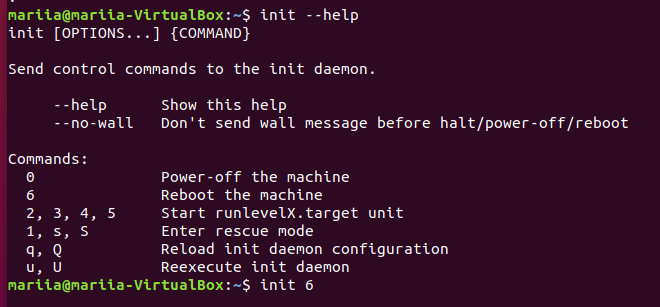 mariia@mariia-VirtualBox:~$ init --help
init [OPTIONS...] {COMMAND}
Send control commands to the init daemon.
--help Show this help
--no-wall Don't send wall message before halt/power-off/reboot
Commands:
0 Power-off the machine
6 Reboot the machine
2, 3, 4, 5 Start runlevelX.target unit
1, s, S Enter rescue mode
q, Q Reload init daemon configuration
u, U Reexecute init daemon
mariia@mariia-VirtualBox:~$ init 6